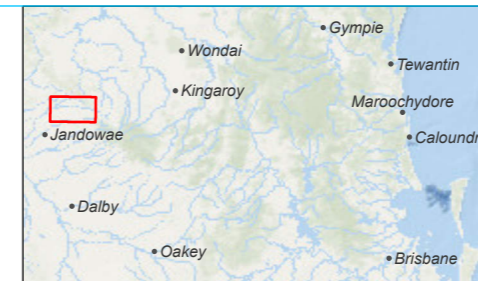 Gympie
Wondai
Tewantin
Kingaroy
Maroochydore
Jandowae
Caloundr
Dalby
Oakey
Brisbane